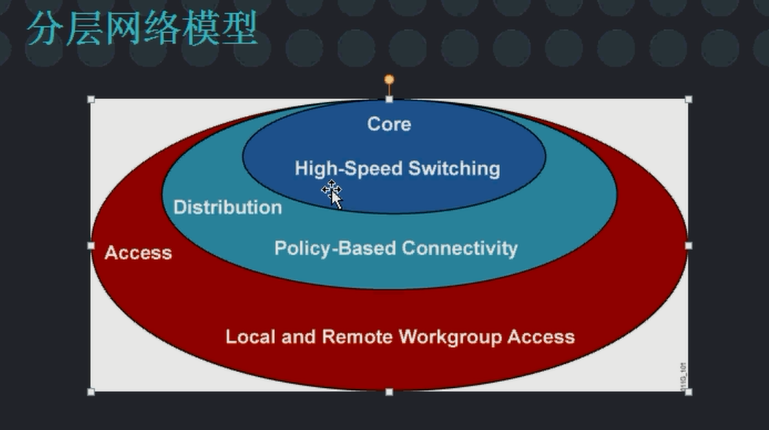 分层网络模型
Core
High-Speed Switching
Distribution
Policy-Based Connectivity
Access
Local and Remote Workgroup Access